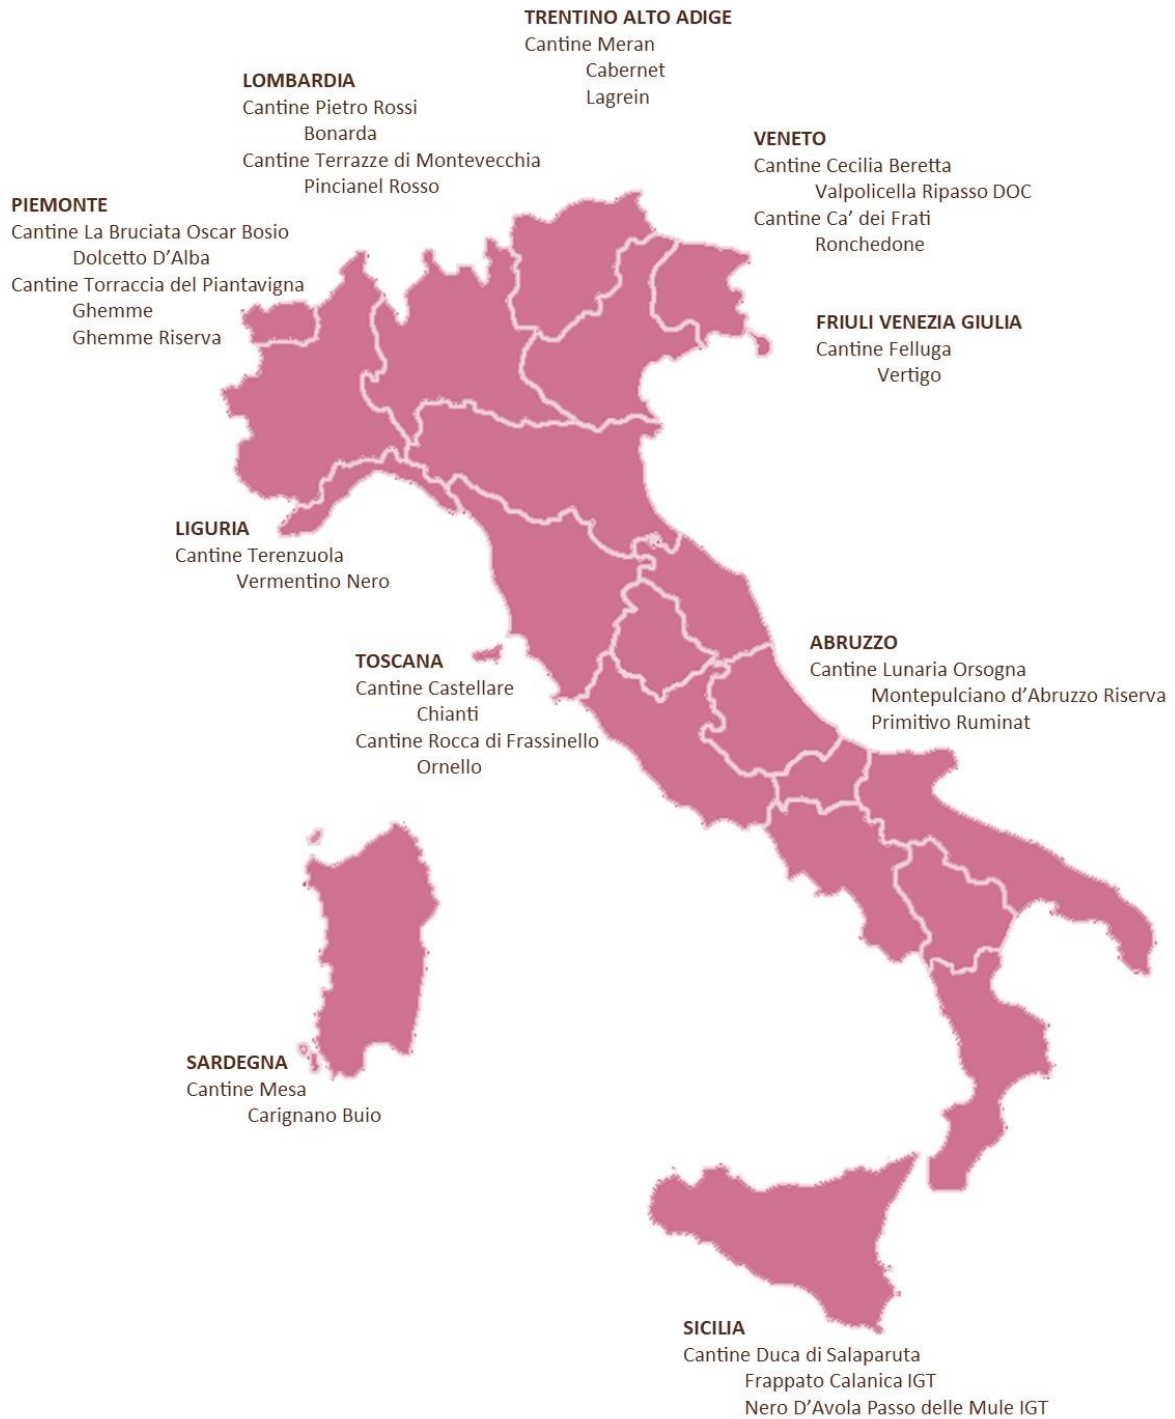 TRENTINO ALTO ADIGE
Cantine Meran
Cabernet
Lagrein
LOMBARDIA
Cantine Pietro Rossi
Bonarda
Cantine Terrazze di Montevecchia
Pincianel Rosso
VENETO
Cantine Cecilia Beretta
Valpolicella Ripasso DOC
Cantine Ca’ dei Frati
Ronchedone
PIEMONTE
Cantine La Bruciata Oscar Bosio
Dolcetto D’Alba
Cantine Torraccia del Piantavigna
Ghemme
Ghemme Riserva
FRIULI VENEZIA GIULIA
Cantine Felluga
Vertigo
LIGURIA
Cantine Terenzuola
Vermentino Nero
TOSCANA
Cantine Castellare
Chianti
Cantine Rocca di Frassinello
Ornello
ABRUZZO
Cantine Lunaria Orsogna
Montepulciano d’Abruzzo Riserva
Primitivo Ruminat
SARDEGNA
Cantine Mesa
Carignano Buio
SICILIA
Cantine Duca di Salaparuta
Frappato Calanica IGT
Nero D’Avola Passo delle Mule IGT